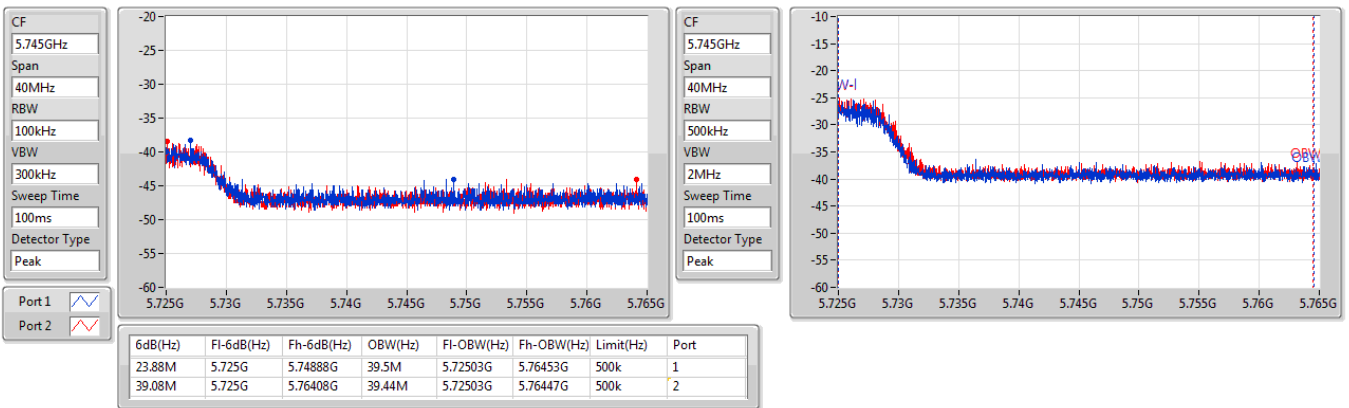 CF
5.745GHz
Span
40MHz
RBW
100kHz
VBW
300kHz
Sweep Time
100ms
Detector Type
Peak
Port 1
Port 2
-20
-25
-30
-35
-40
-45
-50
-55
-60
5.725G 5.73G 5.735G 5.74G 5.745G 5.75G 5.755G 5.76G 5.765G
CF
5.745GHz
Span
40MHz
RBW
500kHz
VBW
2MHz
Sweep Time
100ms
Detector Type
Peak
-10
-15
-20
-25
-30
-35
-40
-45
-50
-55
-60
W-l
OBW
OBW
5.725G 5.73G 5.735G 5.74G 5.745G 5.75G 5.755G 5.76G 5.765G
6dB(Hz) Fl-6dB(Hz) Fh-6dB(Hz) OBW(Hz) Fl-OBW(Hz) Fh-OBW(Hz) Limit(Hz) Port
23.88M 5.725G 5.74888G 39.5M 5.72503G 5.76453G 500k 1
39.08M 5.725G 5.76408G 39.44M 5.72503G 5.76447G 500k 2